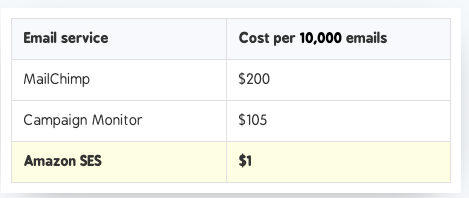 Email service Cost per 10,000 emails
MailChimp $200
Campaign Monitor $105
Amazon SES $1